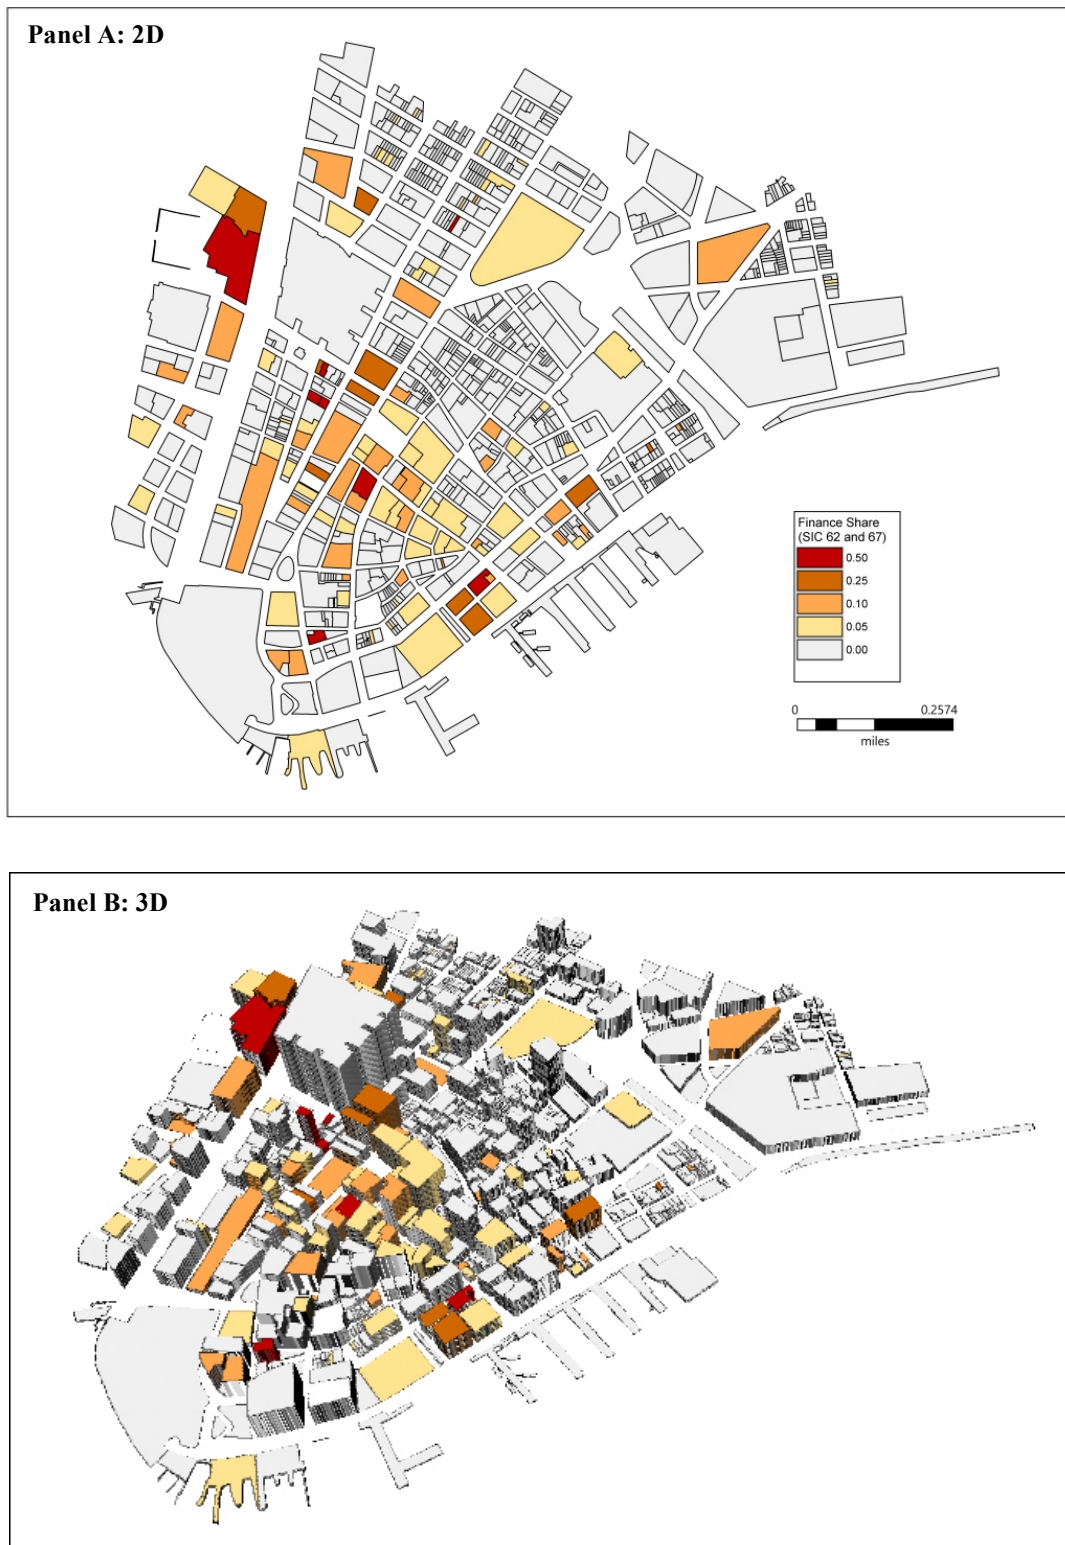 Panel A: 2D
Finance Share
(SIC 62 and 67)
0.50
0.25
0.10
0.05
0.00
0 0.2574
miles
Panel B: 3D